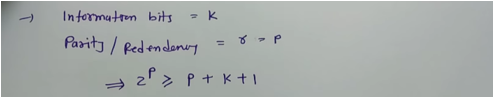 → Information bits = K
Parity / Redendency = r = P
⇒ 2^P ≥ P + K + 1